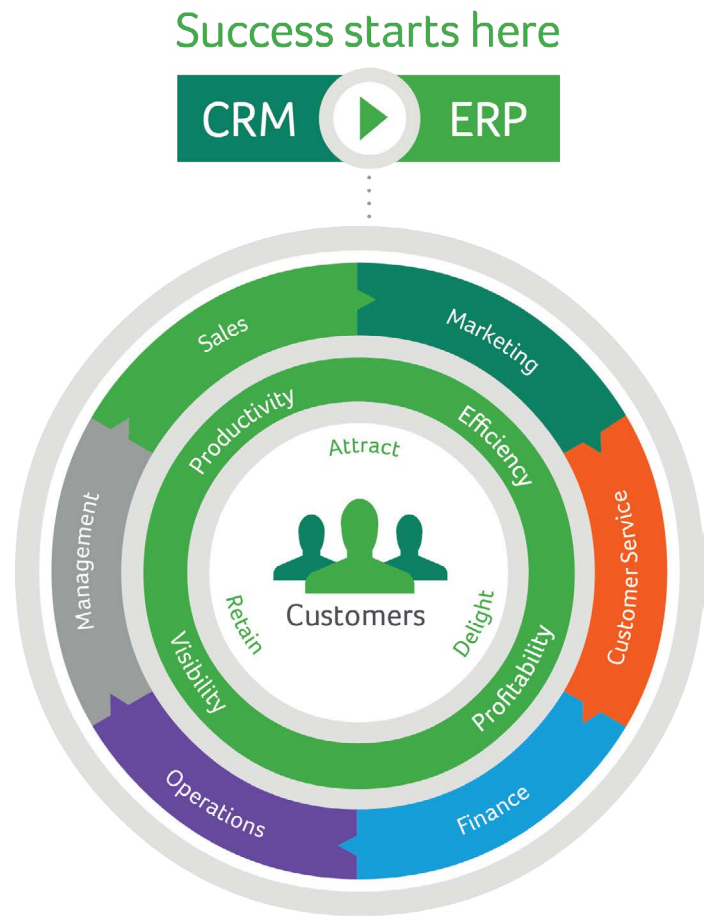 Success starts here
CRM
ERP
Sales
Marketing
Customer Service
Finance
Operations
Management
Productivity
Efficiency
Profitability
Visibility
Attract
Delight
Retain
Customers